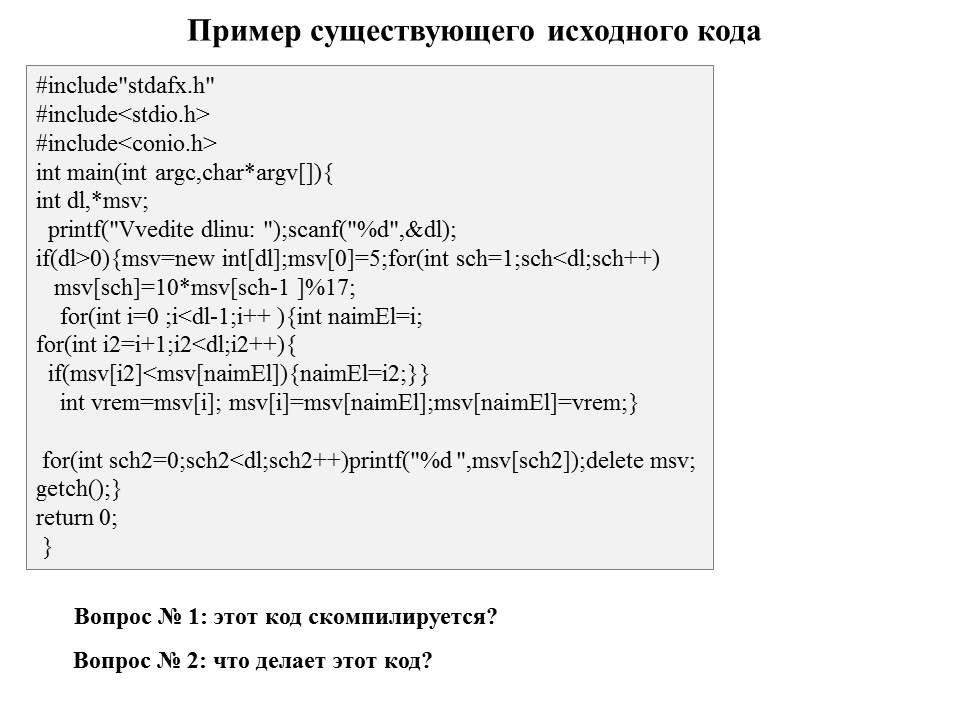 Пример существующего исходного кода
#include"stdafx.h"
#include<stdio.h>
#include<conio.h>
int main(int argc,char*argv[]){
int dl,*msv;
printf("Vvedite dlinu: ");scanf("%d",&dl);
if(dl>0){msv=new int[dl];msv[0]=5;for(int sch=1;sch<dl;sch++)
msv[sch]=10*msv[sch-1 ]%17;
for(int i=0 ;i<dl-1;i++ ){int naimEl=i;
for(int i2=i+1;i2<dl;i2++){
if(msv[i2]<msv[naimEl]){naimEl=i2;}}
int vrem=msv[i]; msv[i]=msv[naimEl];msv[naimEl]=vrem;}
for(int sch2=0;sch2<dl;sch2++)printf("%d ",msv[sch2]);delete msv;
getch();}
return 0;
}
Вопрос № 1: этот код скомпилируется?
Вопрос № 2: что делает этот код?